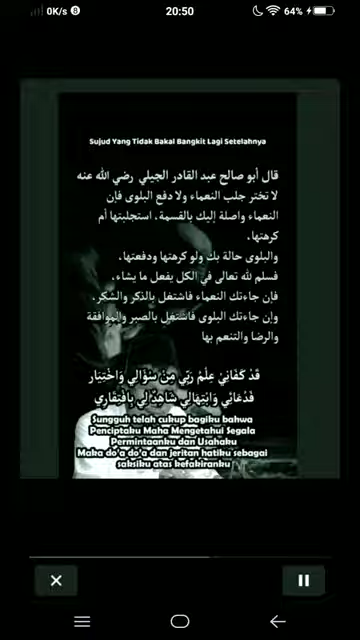 0K/s 8 20:50 64%
Sujud Yang Tidak Bakal Bangkit Lagi Setelahnya
قال أبو صالح عبد القادر الجيلي رضي الله عنه
لا تختر جلب النعماء ولا دفع البلوى فإن
النعماء واصلة إليك بالقسمة. استجلبتها أم
كرهتها.
والبلوى حالة بك ولو كرهتها ودفعتها.
فسلم لله تعالى في الكل يفعل ما يشاء.
فإن جاءتك النعماء فاشتغل بالذكر والشكر.
وإن جاءتك البلوى فاشتغل بالصبر والموافقة
والرضا والتنعم بها
قَدْ كَفَانِيْ عِلْمُ رَبِّيْ مِنْ سُؤَالِيْ وَاخْتِيَارِ
فَدُعَائِيْ وَابْتِهَالِيْ شَاهِدٌ لِيْ بِافْتِقَارِيْ
Sungguh telah cukup bagiku bahwa
Penciptaku Maha Mengetahui Segala
Permintaanku dan Usahaku
Maka do'a do'a dan jeritan hatiku sebagai
saksiku atas kefakiranku